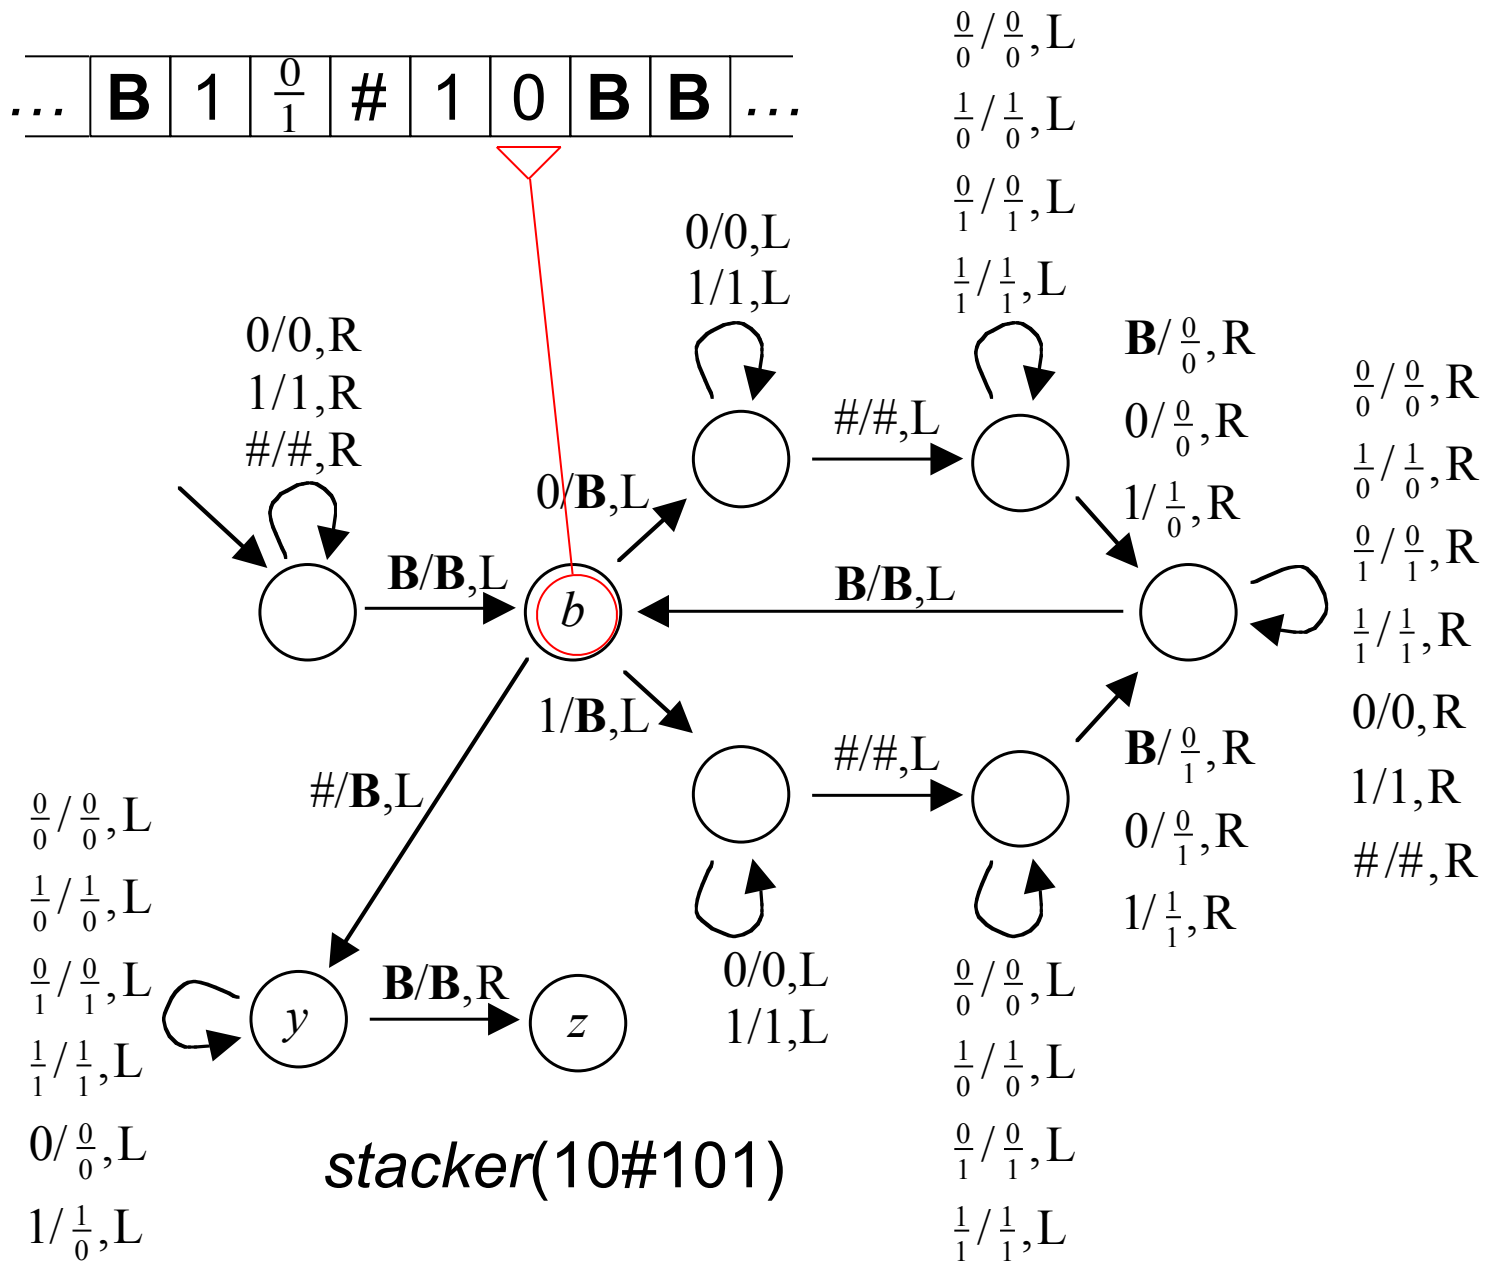 ... B 1 0/1 # 1 0 B B ...
0/0 / 0/0 ,L
1/0 / 1/0 ,L
0/1 / 0/1 ,L
1/1 / 1/1 ,L
0/0,L
1/1,L
0/0,R
1/1,R
#/#,R
B/ 0/0 ,R
0/ 0/0 ,R
1/ 1/0 ,R
0/0 / 0/0 ,R
1/0 / 1/0 ,R
0/1 / 0/1 ,R
1/1 / 1/1 ,R
0/0,R
1/1,R
#/#,R
#/#,L
0/B,L
B/B,L
b
B/B,L
1/B,L
#/#,L
B/ 0/1 ,R
0/ 0/1 ,R
1/ 1/1 ,R
#/B,L
0/0 / 0/0 ,L
1/0 / 1/0 ,L
0/1 / 0/1 ,L
1/1 / 1/1 ,L
0/ 0/0 ,L
1/ 1/0 ,L
y
B/B,R
z
0/0,L
1/1,L
0/0 / 0/0 ,L
1/0 / 1/0 ,L
0/1 / 0/1 ,L
1/1 / 1/1 ,L
stacker(10#101)